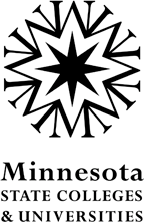 Minnesota
STATE COLLEGES
& UNIVERSITIES